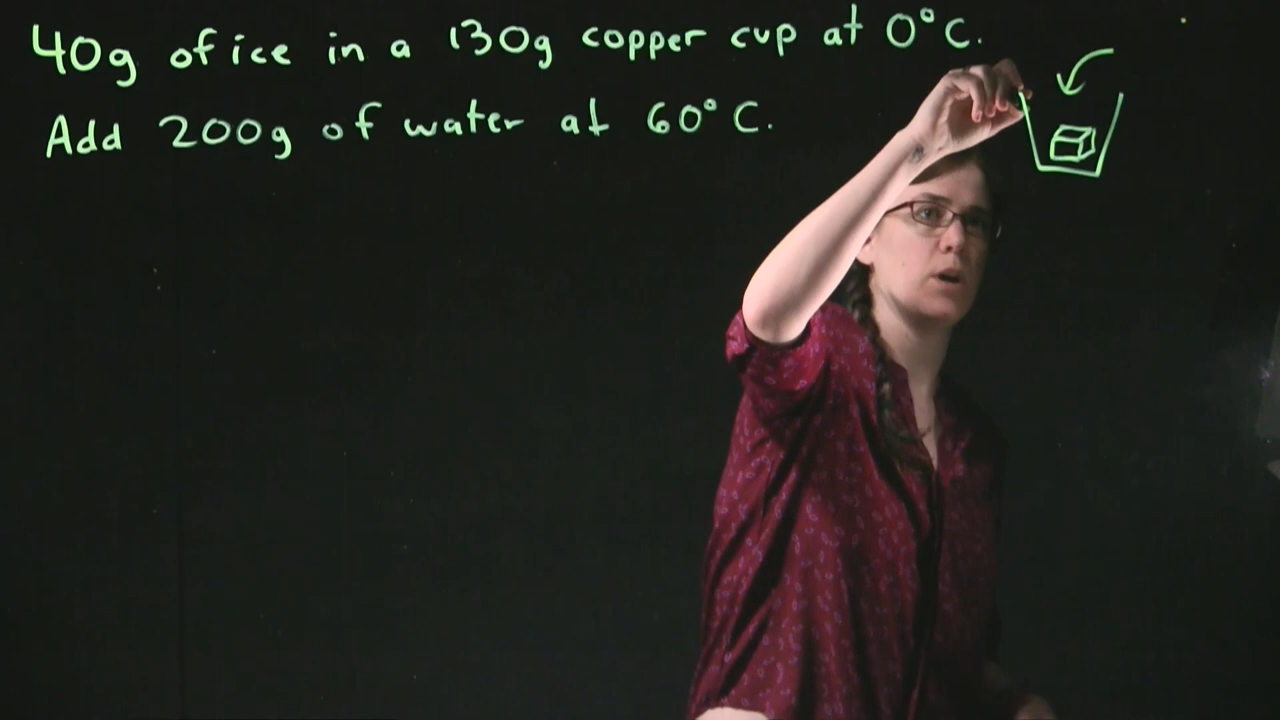 40g of ice in a 130g copper cup at 0°C.
Add 200g of water at 60°C.